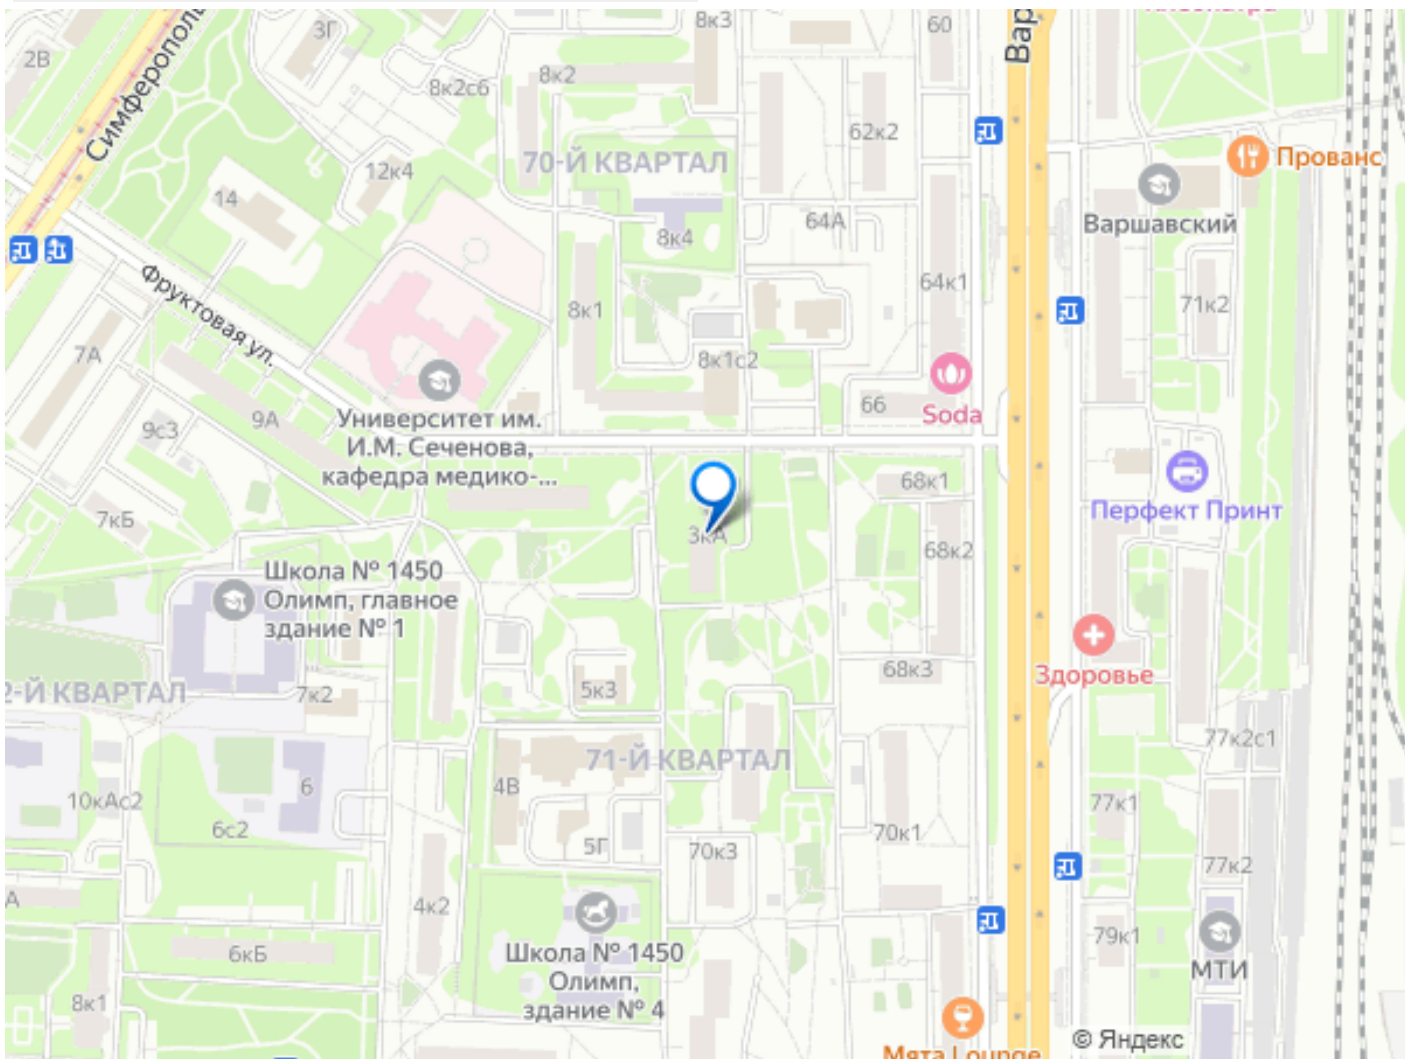 8к3
3Г
60
2В
8к2
8к2с6
Симферополь
Вар
62к2
70-Й КВАРТАЛ
12к4
14
Прованс
Варшавский
64А
8к4
64к1
8к1
71к2
Фруктовая ул.
7А
8к1с2
66
Soda
9А
9с3
Университет им.
И.М. Сеченова,
кафедра медико-...
68к1
7кБ
3кА
Перфект Принт
68к2
Школа № 1450
Олимп, главное
здание № 1
Здоровье
68к3
5к3
7к2
2-Й КВАРТАЛ
71-Й КВАРТАЛ
77к2с1
4В
6
10кАс2
6с2
77к1
70к1
5Г
70к3
77к2
А
4к2
79к1
6кБ
Школа № 1450
Олимп,
здание № 4
МТИ
8к1
© Яндекс
Мята Lounge